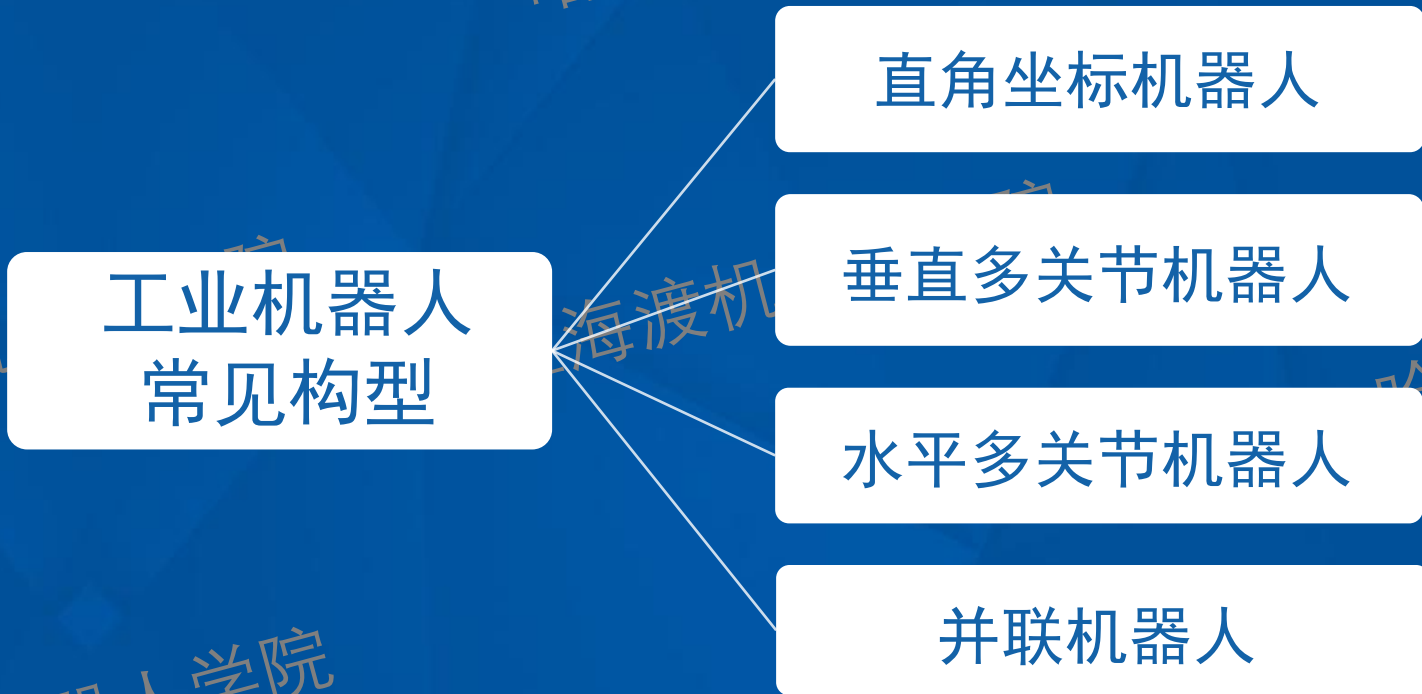 工业机器人
常见构型
直角坐标机器人
垂直多关节机器人
水平多关节机器人
并联机器人
院
海渡机
人学院